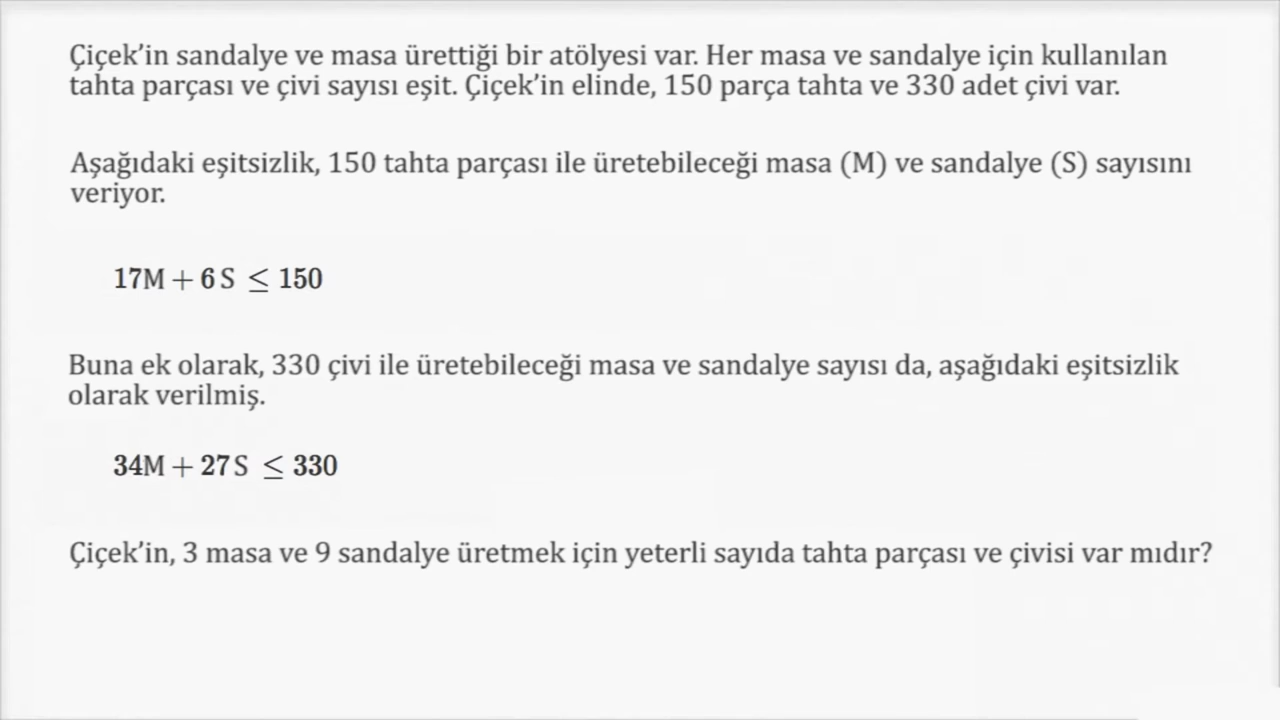 Çiçek’in sandalye ve masa ürettiği bir atölyesi var. Her masa ve sandalye için kullanılan
tahta parçası ve çivi sayısı eşit. Çiçek’in elinde, 150 parça tahta ve 330 adet çivi var.
Aşağıdaki eşitsizlik, 150 tahta parçası ile üretebileceği masa (M) ve sandalye (S) sayısını
veriyor.
17M + 6 S ≤ 150
Buna ek olarak, 330 çivi ile üretebileceği masa ve sandalye sayısı da, aşağıdaki eşitsizlik
olarak verilmiş.
34M + 27 S ≤ 330
Çiçek’in, 3 masa ve 9 sandalye üretmek için yeterli sayıda tahta parçası ve çivisi var mıdır?